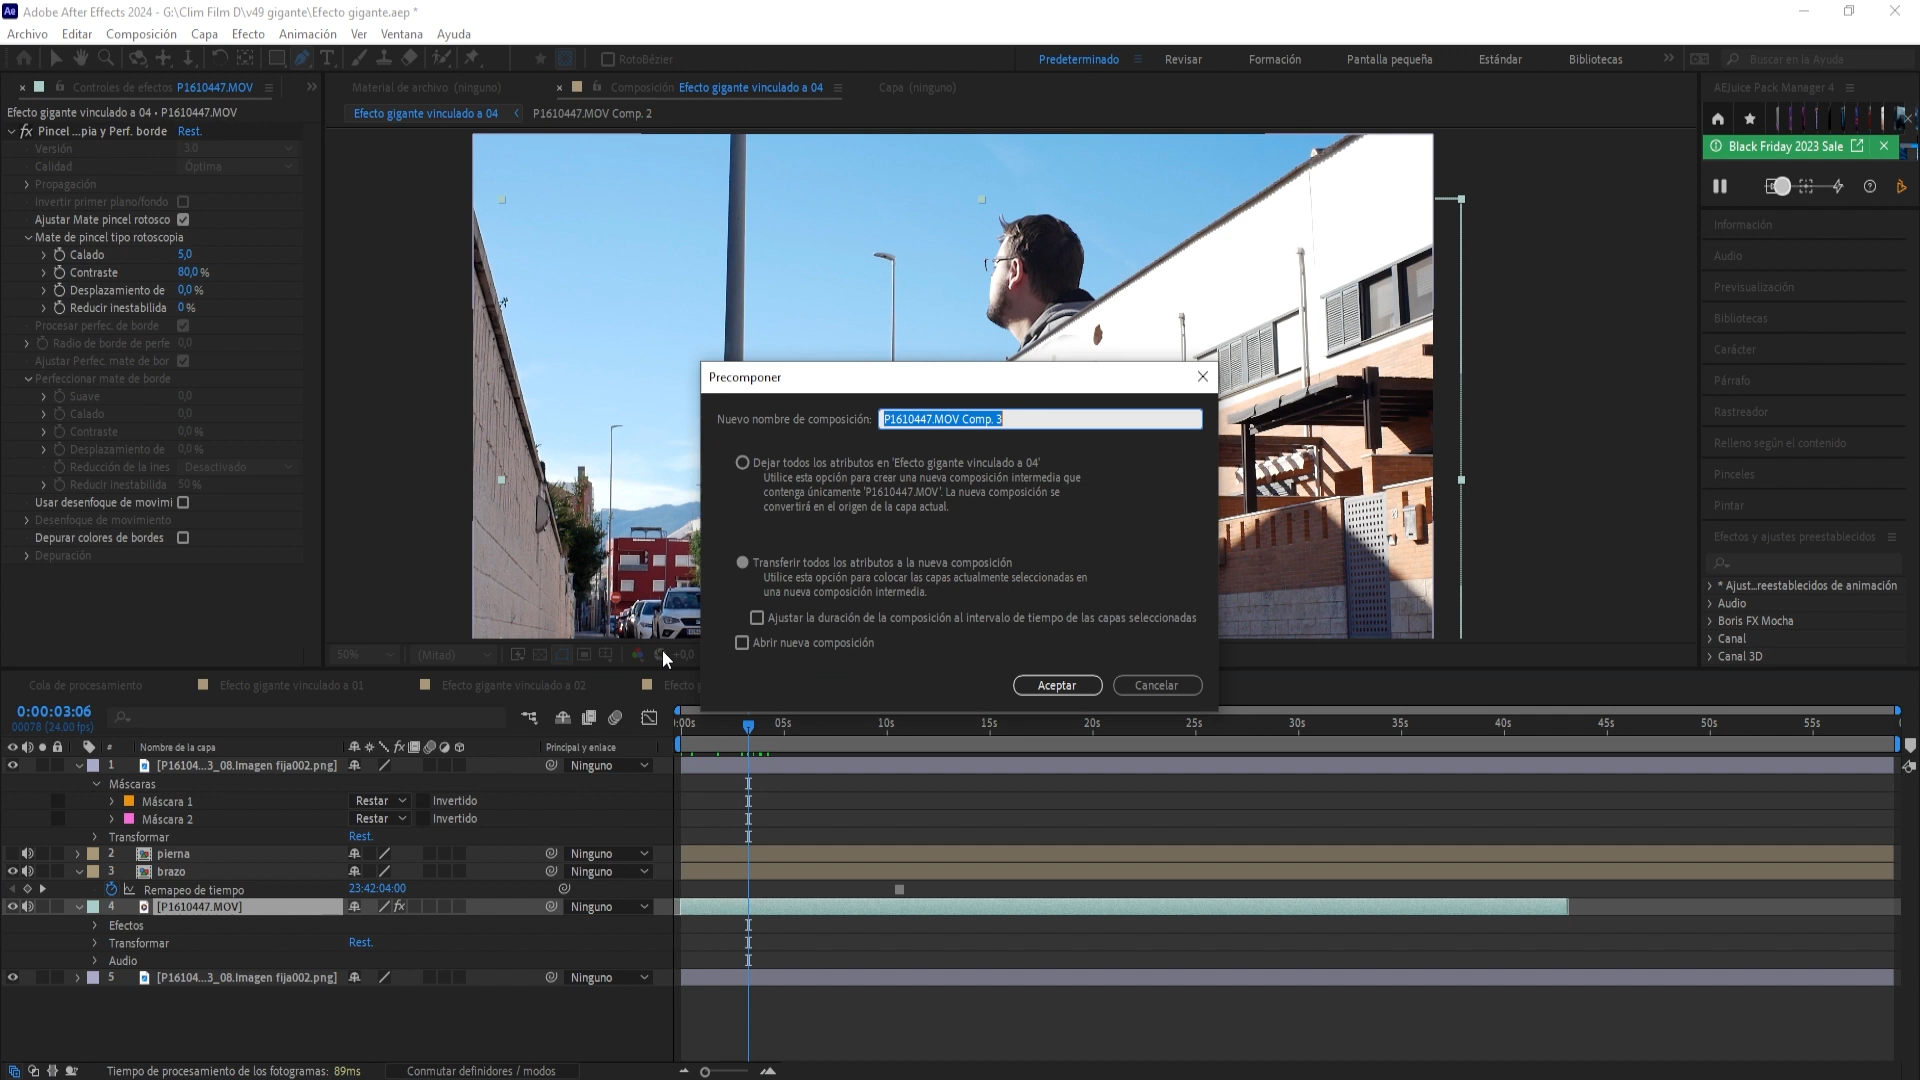 Adobe After Effects 2024 - G:\Clim Film D\v49 gigante\Efecto gigante.aep *
Archivo Editar Composición Capa Efecto Animación Ver Ventana Ayuda
RotoBézier
Predeterminado Revisar Formación Pantalla pequeña Estándar Bibliotecas Buscar en la Ayuda
Controles de efectos P1610447.MOV
Material de archivo (ninguno) Composición Efecto gigante vinculado a 04 Capa (ninguno)
AEJuice Pack Manager 4
Efecto gigante vinculado a 04 • P1610447.MOV
Efecto gigante vinculado a 04 P1610447.MOV Comp. 2
fx Pincel ...pia y Perf. borde Rest.
Versión 3.0
Calidad Óptima
Propagación
Invertir primer plano/fondo
Ajustar Mate pincel rotosco
Mate de pincel tipo rotoscopia
Calado 5,0
Contraste 80,0 %
Desplazamiento de 0,0 %
Reducir inestabilida 0 %
Procesar perfec. de borde
Radio de borde de perfe 0,0
Ajustar Perfec. mate de bor
Perfeccionar mate de borde
Suave 0,0
Calado 0,0
Contraste 0,0 %
Desplazamiento de 0,0 %
Reducción de la ines Desactivado
Reducir inestabilida 50 %
Usar desenfoque de movimi
Desenfoque de movimiento
Depurar colores de bordes
Depuración
Black Friday 2023 Sale
Información
Audio
Previsualización
Bibliotecas
Carácter
Párrafo
Rastreador
Relleno según el contenido
Pinceles
Pintar
Efectos y ajustes preestablecidos
* Ajust...reestablecidos de animación
Audio
Boris FX Mocha
Canal
Canal 3D
Precomponer
Nuevo nombre de composición: P1610447.MOV Comp. 3
Dejar todos los atributos en 'Efecto gigante vinculado a 04'
Utilice esta opción para crear una nueva composición intermedia que
contenga únicamente 'P1610447.MOV'. La nueva composición se
convertirá en el origen de la capa actual.
Transferir todos los atributos a la nueva composición
Utilice esta opción para colocar las capas actualmente seleccionadas en
una nueva composición intermedia.
Ajustar la duración de la composición al intervalo de tiempo de las capas seleccionadas
Abrir nueva composición
Aceptar Cancelar
50% (Mitad) +0,0
Cola de procesamiento Efecto gigante vinculado a 01 Efecto gigante vinculado a 02 Efecto g
0:00:03:06
00078 (24.00 fps)
:00s 05s 10s 15s 20s 25s 30s 35s 40s 45s 50s 55s
# Nombre de la capa fx Principal y enlace
1 [P16104...3_08.Imagen fija002.png] Ninguno
Máscaras
Máscara 1 Restar Invertido
Máscara 2 Restar Invertido
Transformar Rest.
2 pierna Ninguno
3 brazo Ninguno
Remapeo de tiempo 23:42:04:00
4 [P1610447.MOV] fx Ninguno
Efectos
Transformar Rest.
Audio
5 [P16104...3_08.Imagen fija002.png] Ninguno
Tiempo de procesamiento de los fotogramas: 89ms Conmutar definidores / modos